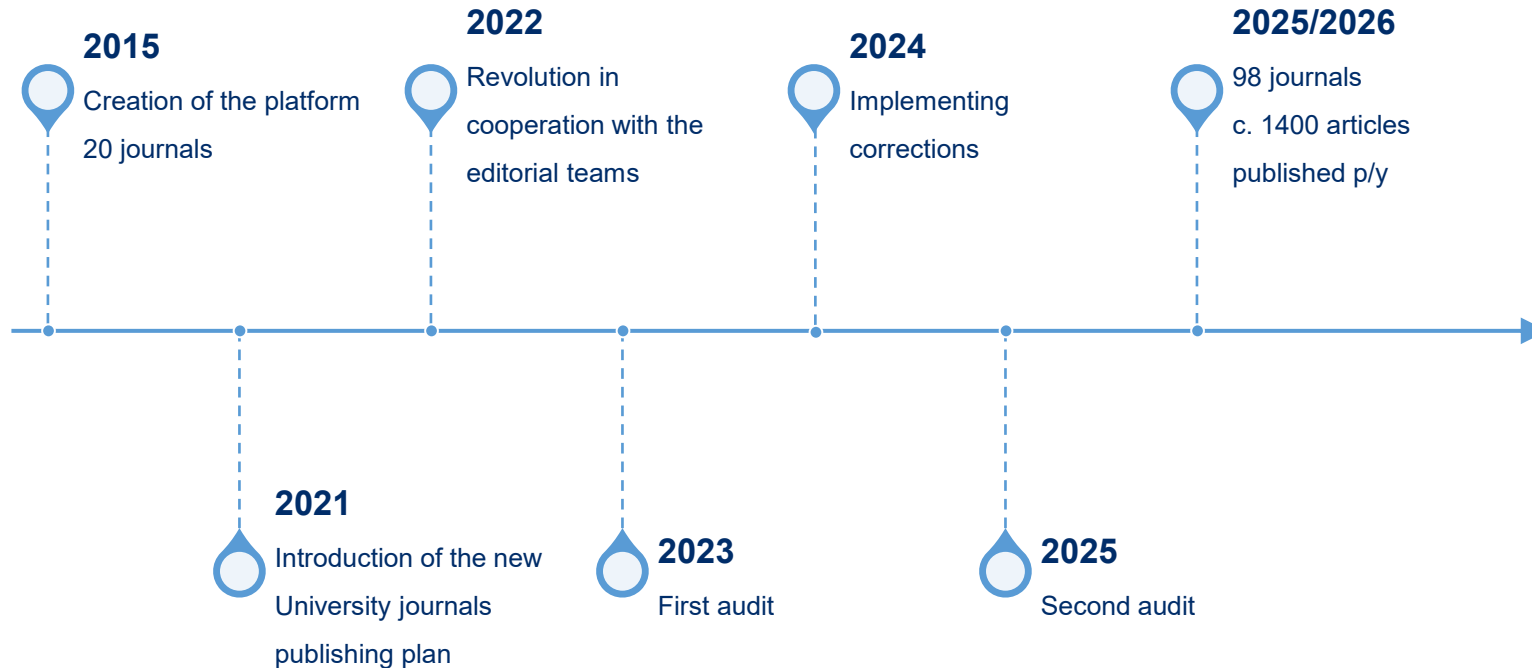 2015
Creation of the platform
20 journals
2021
Introduction of the new
University journals
publishing plan
2022
Revolution in
cooperation with the
editorial teams
2023
First audit
2024
Implementing
corrections
2025
Second audit
2025/2026
98 journals
c. 1400 articles
published p/y